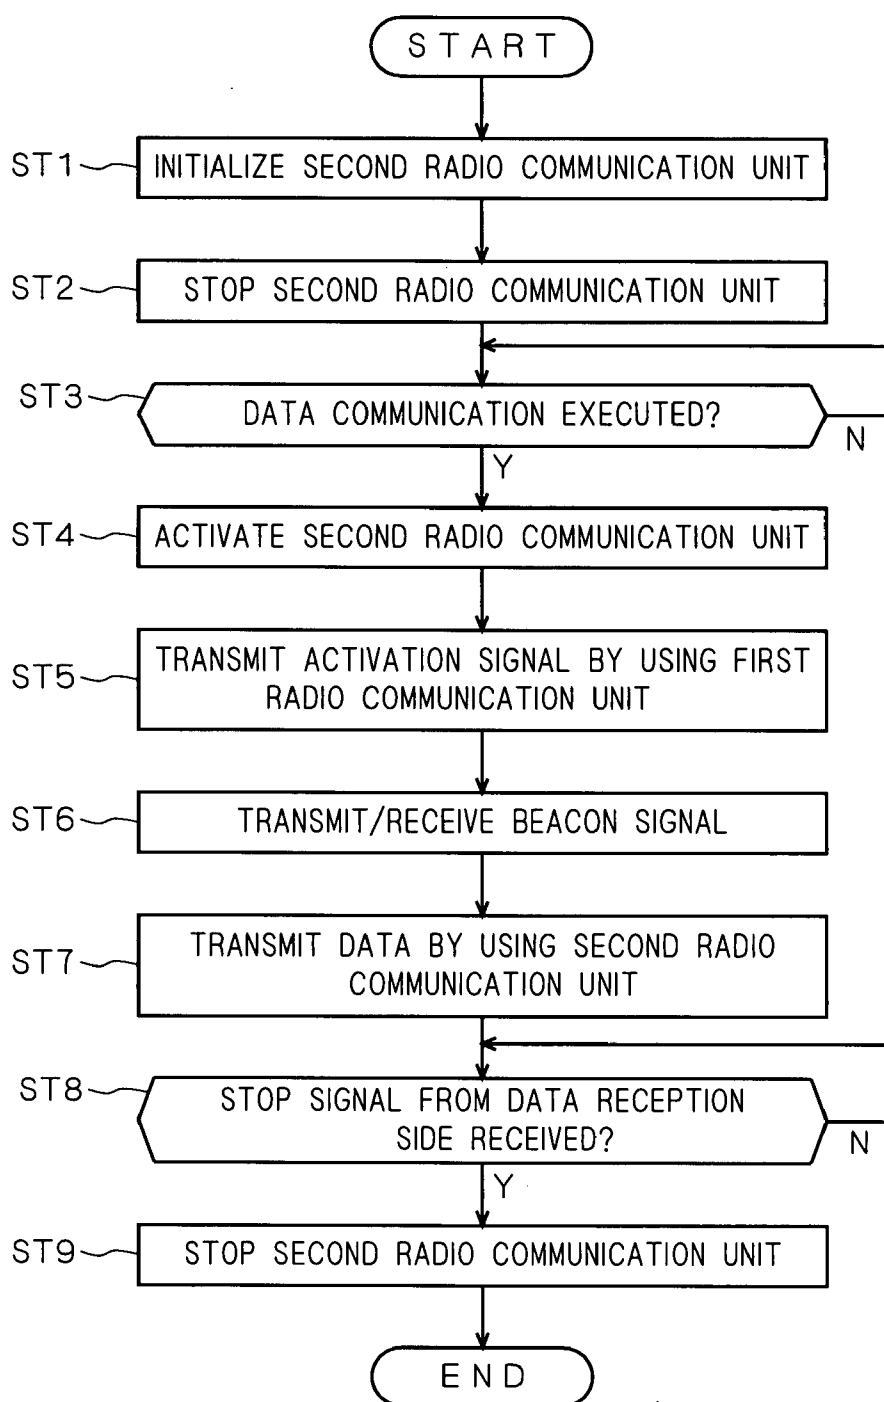 START
ST1
INITIALIZE SECOND RADIO COMMUNICATION UNIT
ST2
STOP SECOND RADIO COMMUNICATION UNIT
ST3
DATA COMMUNICATION EXECUTED?
N
Y
ST4
ACTIVATE SECOND RADIO COMMUNICATION UNIT
ST5
TRANSMIT ACTIVATION SIGNAL BY USING FIRST
RADIO COMMUNICATION UNIT
ST6
TRANSMIT/RECEIVE BEACON SIGNAL
ST7
TRANSMIT DATA BY USING SECOND RADIO
COMMUNICATION UNIT
ST8
STOP SIGNAL FROM DATA RECEPTION
SIDE RECEIVED?
N
Y
ST9
STOP SECOND RADIO COMMUNICATION UNIT
END